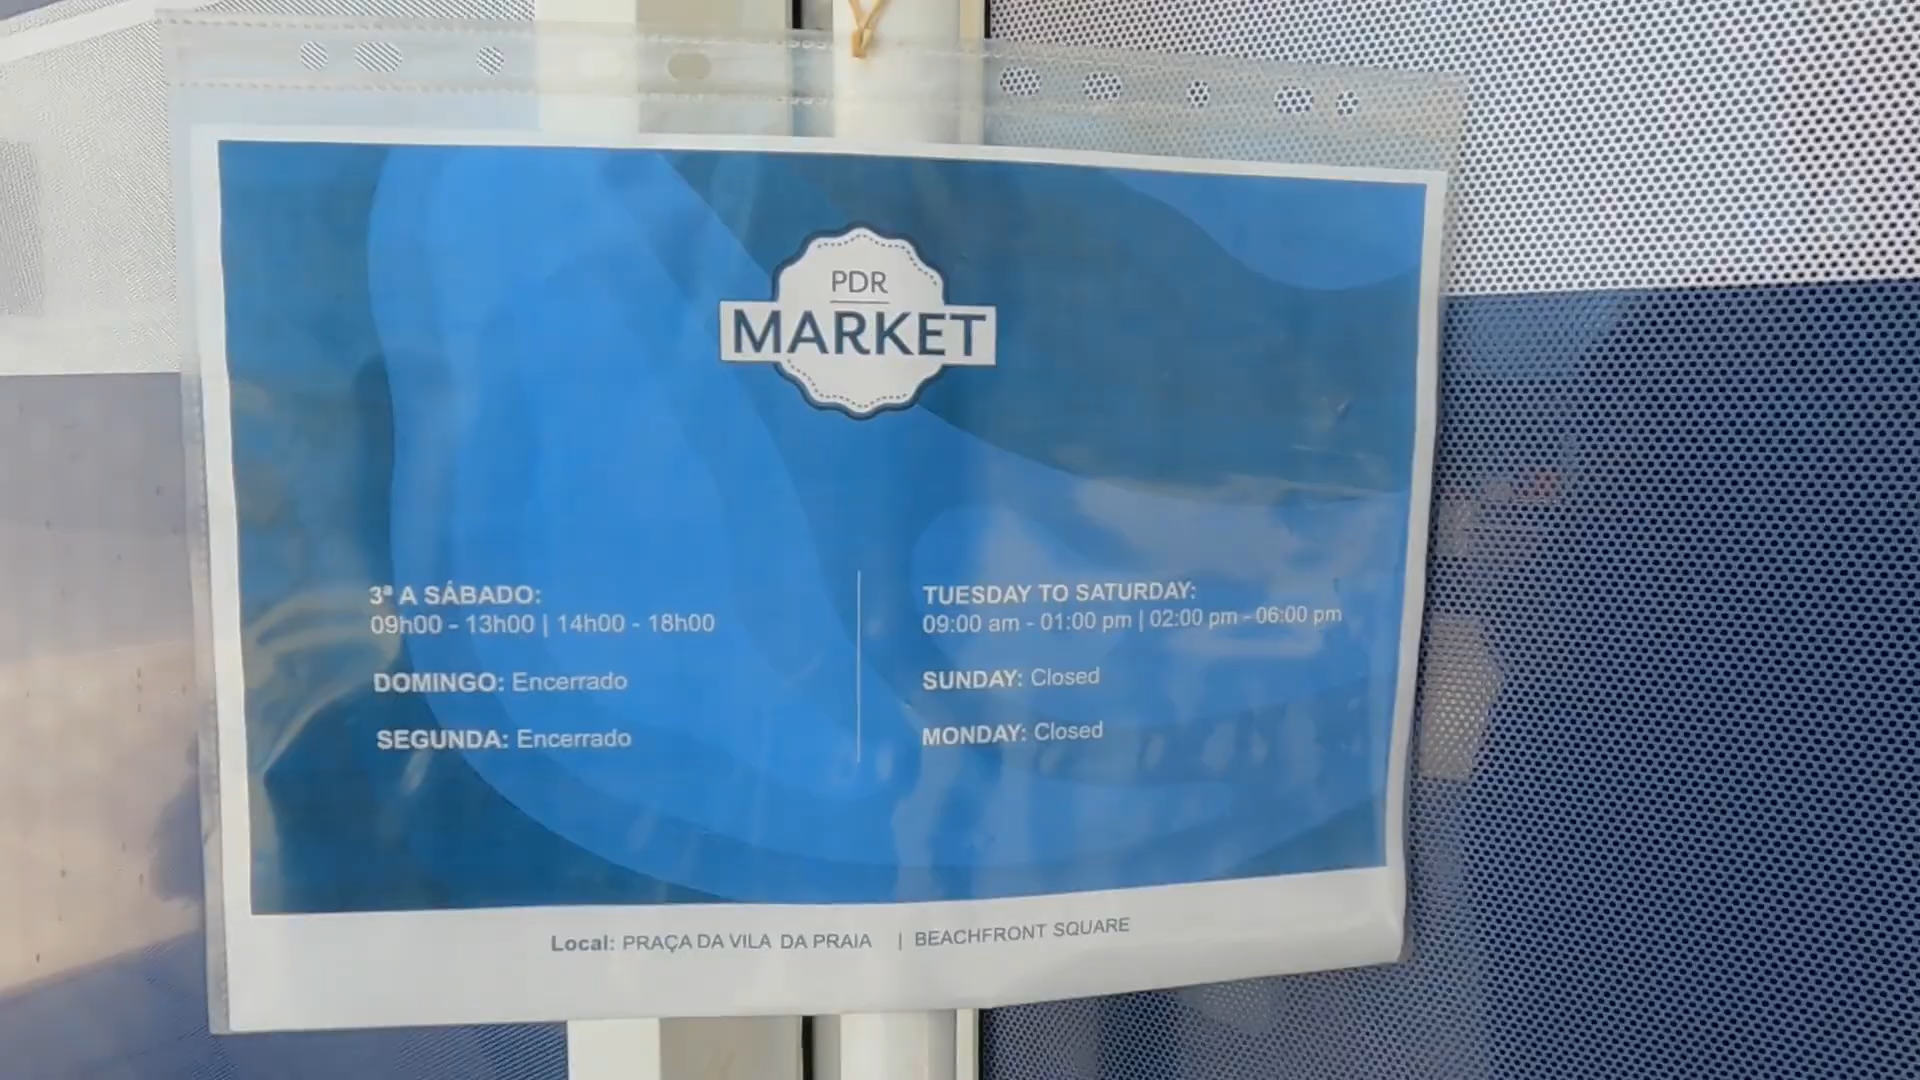 PDR
MARKET
3ª A SÁBADO:
09h00 - 13h00 | 14h00 - 18h00
DOMINGO: Encerrado
SEGUNDA: Encerrado
TUESDAY TO SATURDAY:
09:00 am - 01:00 pm | 02:00 pm - 06:00 pm
SUNDAY: Closed
MONDAY: Closed
Local: PRAÇA DA VILA DA PRAIA | BEACHFRONT SQUARE